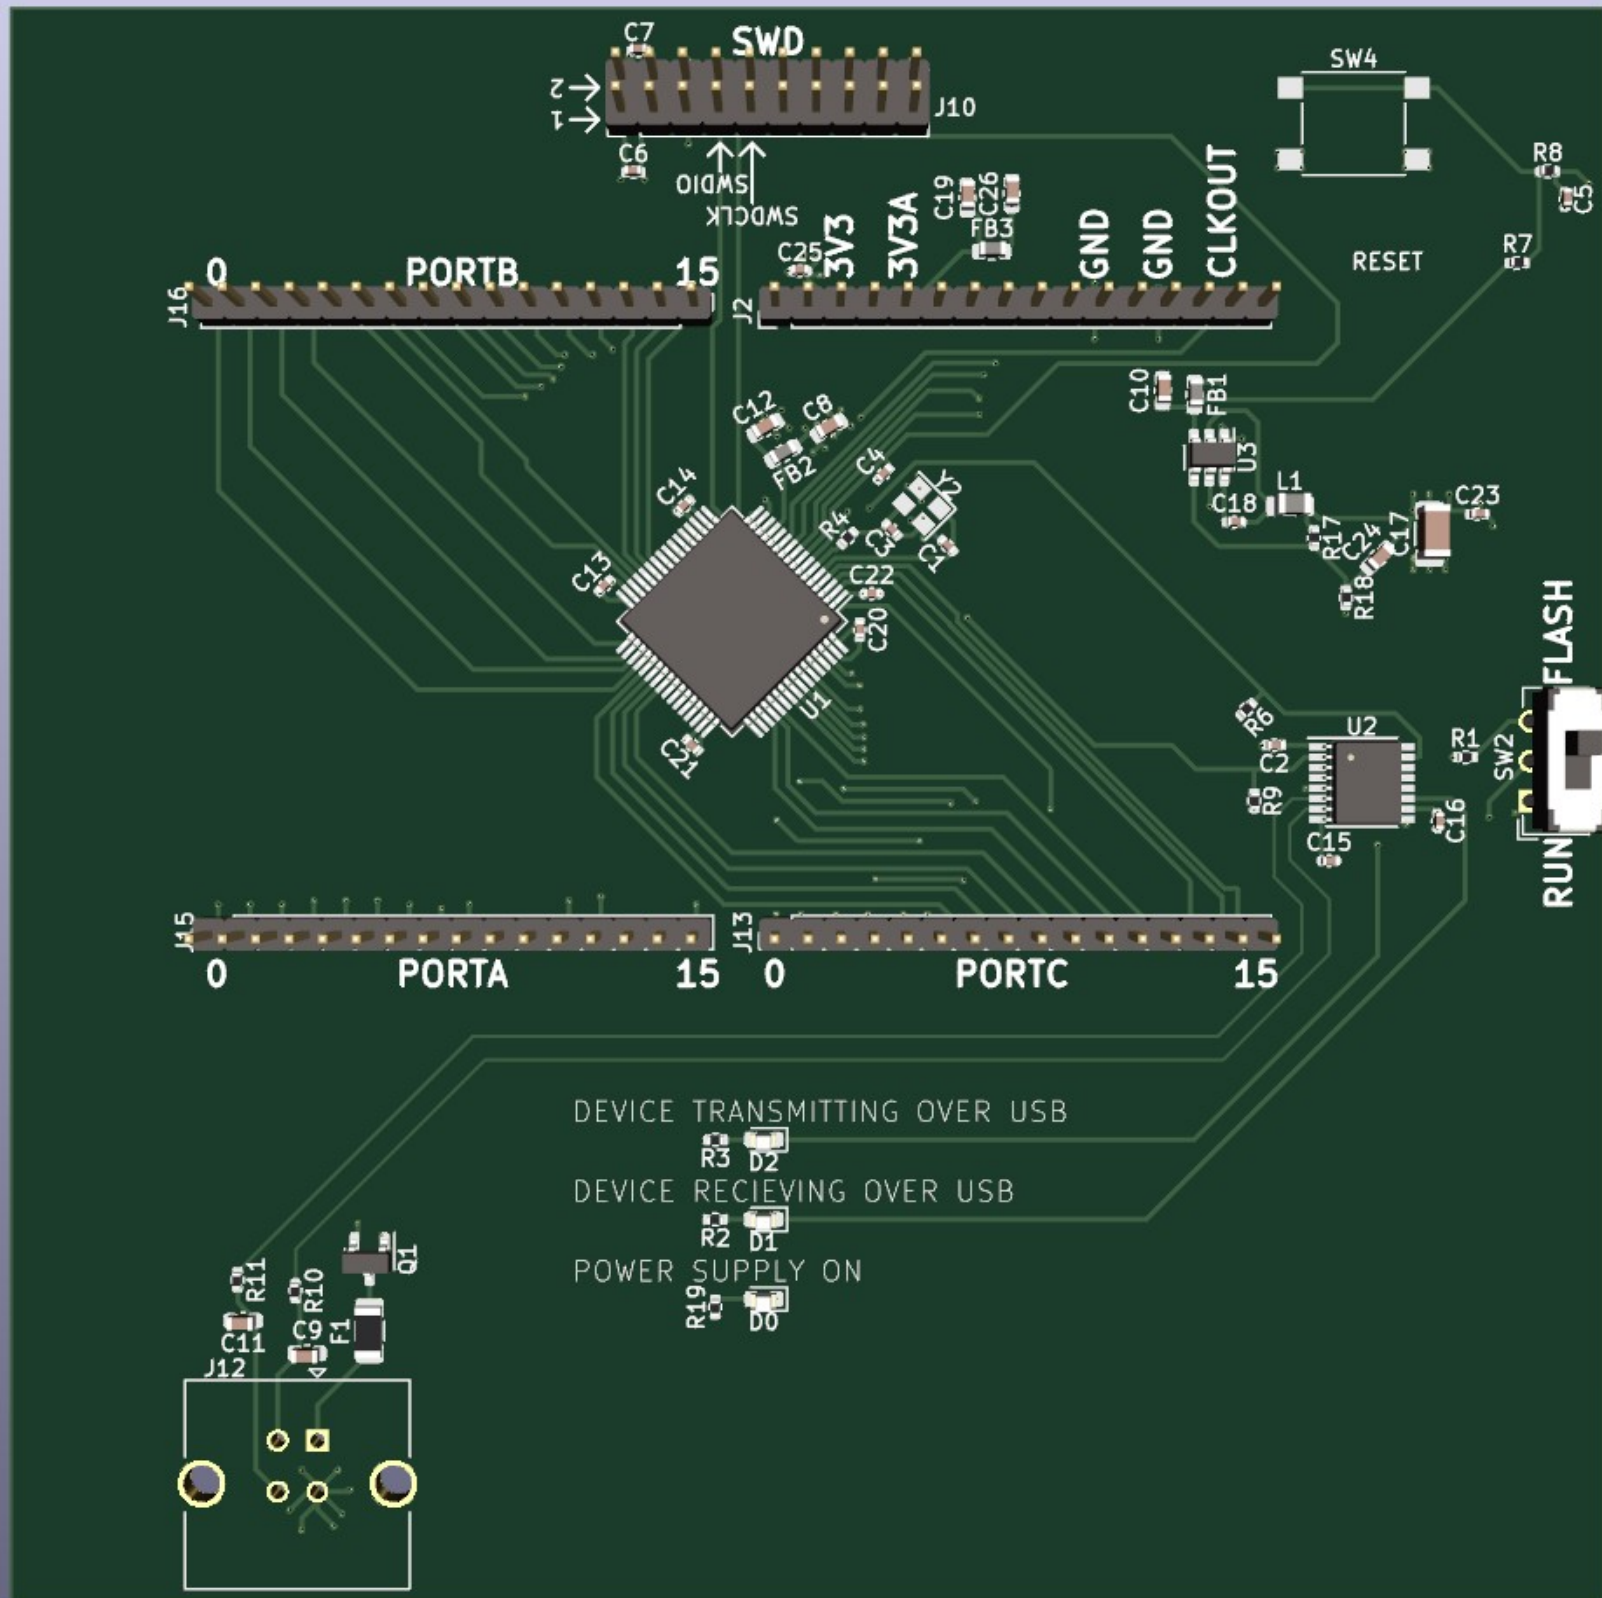 C7
SWD
SW4
2
1
J10
C6
R8
SWDIO
C19
C26
CLKOUT
C5
SWDCLK
3V3
3V3A
GND
GND
FB3
C25
R7
RESET
0
PORTB
15
J16
J2
C10
FB1
C12
C8
FB2
U3
C4
Y2
L1
C14
C18
C23
R4
C3
C1
R17
C24
C17
C13
C22
R18
C20
FLASH
U1
R6
U2
R1
SW2
C21
C2
R9
C16
C15
RUN
J15
J13
0
PORTA
15
0
PORTC
15
DEVICE TRANSMITTING OVER USB
R3
D2
DEVICE RECIEVING OVER USB
R2
D1
Q1
POWER SUPPLY ON
R11
R10
R19
D0
C11
C9
F1
J12